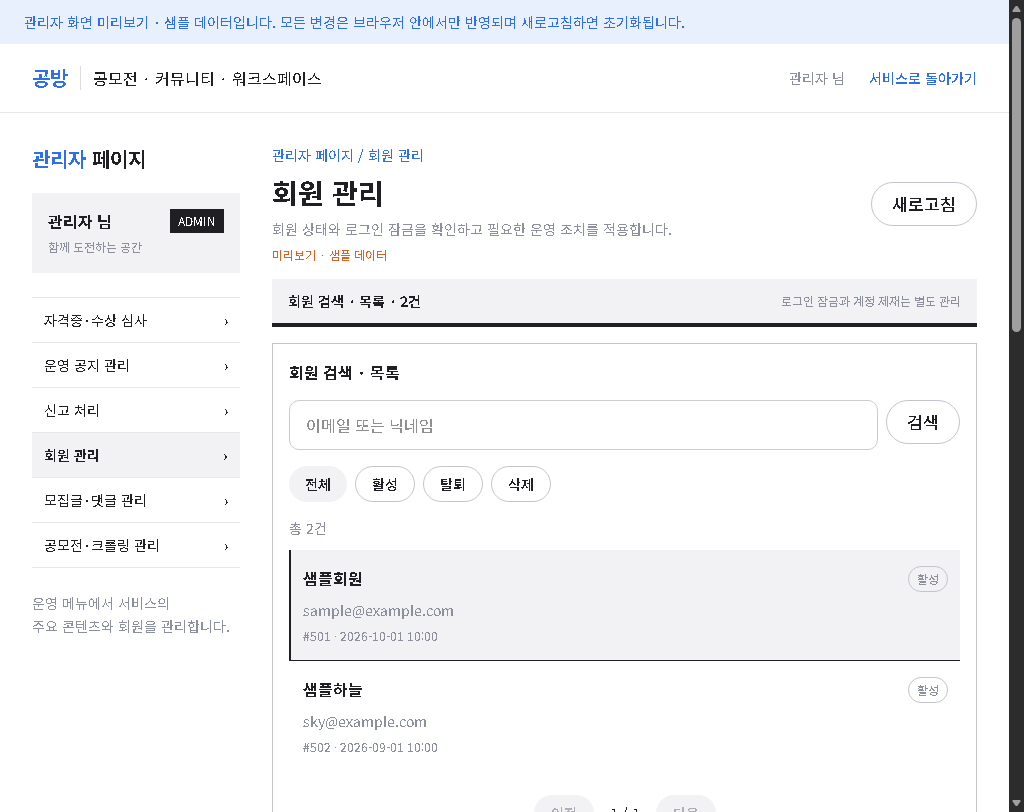 관리자 화면 미리보기 · 샘플 데이터입니다. 모든 변경은 브라우저 안에서만 반영되며 새로고침하면 초기화됩니다.
공방 공모전 · 커뮤니티 · 워크스페이스
관리자 님 서비스로 돌아가기
관리자 페이지
관리자 님 ADMIN
함께 도전하는 공간
자격증·수상 심사 ›
운영 공지 관리 ›
신고 처리 ›
회원 관리 ›
모집글·댓글 관리 ›
공모전·크롤링 관리 ›
운영 메뉴에서 서비스의
주요 콘텐츠와 회원을 관리합니다.
관리자 페이지 / 회원 관리
회원 관리
회원 상태와 로그인 잠금을 확인하고 필요한 운영 조치를 적용합니다.
미리보기 · 샘플 데이터
새로고침
회원 검색 · 목록 · 2건
로그인 잠금과 계정 제재는 별도 관리
회원 검색 · 목록
이메일 또는 닉네임
검색
전체 활성 탈퇴 삭제
총 2건
샘플회원 활성
sample@example.com
#501 · 2026-10-01 10:00
샘플하늘 활성
sky@example.com
#502 · 2026-09-01 10:00
이전 1 / 1 다음